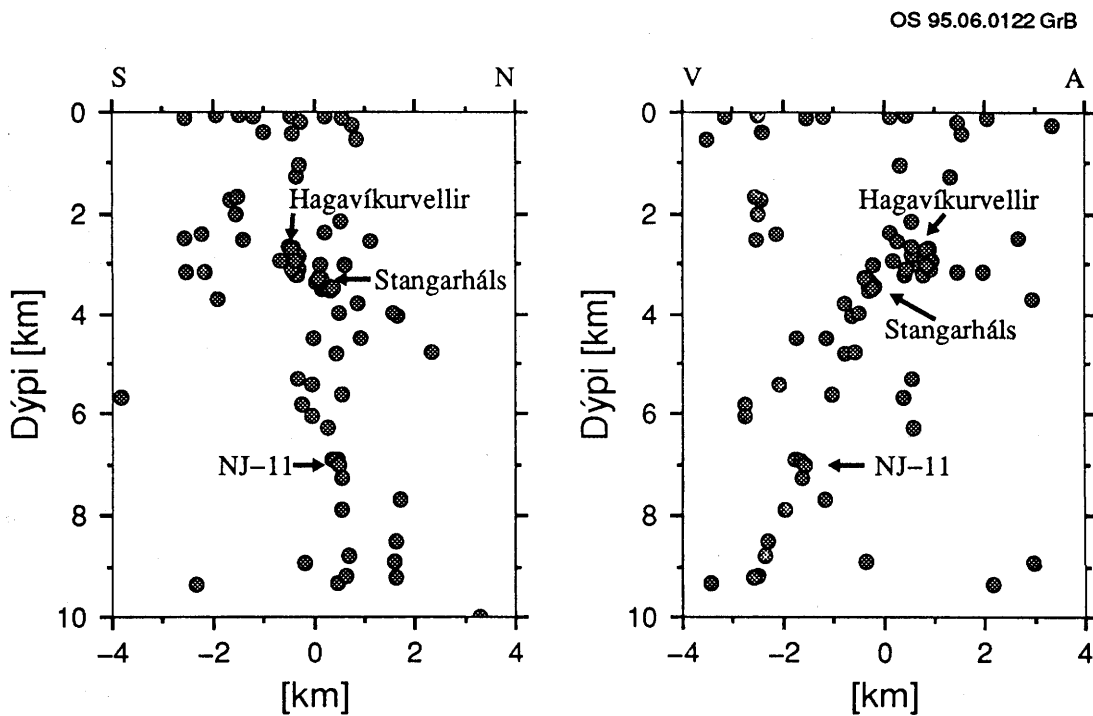 OS 95.06.0122 GrB
S N
0
2
4
6
8
10
Dýpi [km]
Hagavíkurvellir
Stangarháls
NJ–11
−4 −2 0 2 4
[km]
V A
0
2
4
6
8
10
Dýpi [km]
Hagavíkurvellir
Stangarháls
NJ–11
−4 −2 0 2 4
[km]